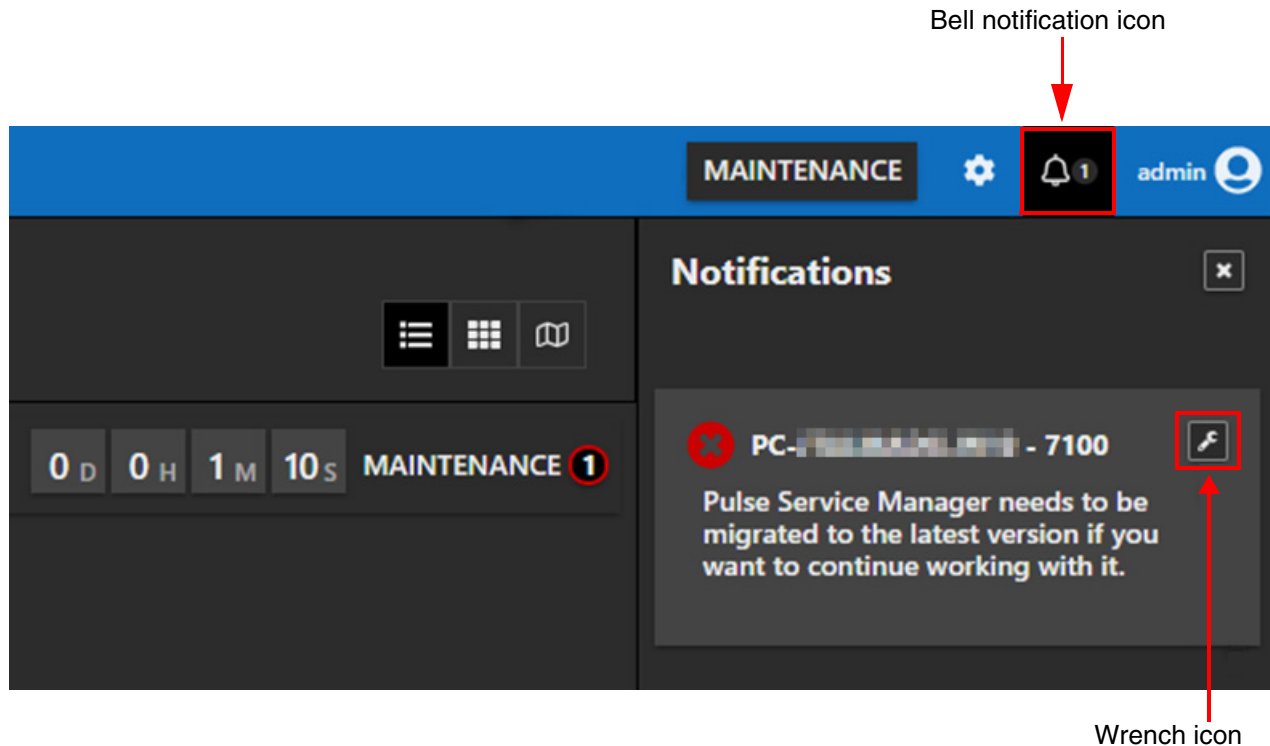 Bell notification icon
MAINTENANCE
1
admin
Notifications
0 D 0 H 1 M 10 S MAINTENANCE 1
PC- - 7100
Pulse Service Manager needs to be
migrated to the latest version if you
want to continue working with it.
Wrench icon